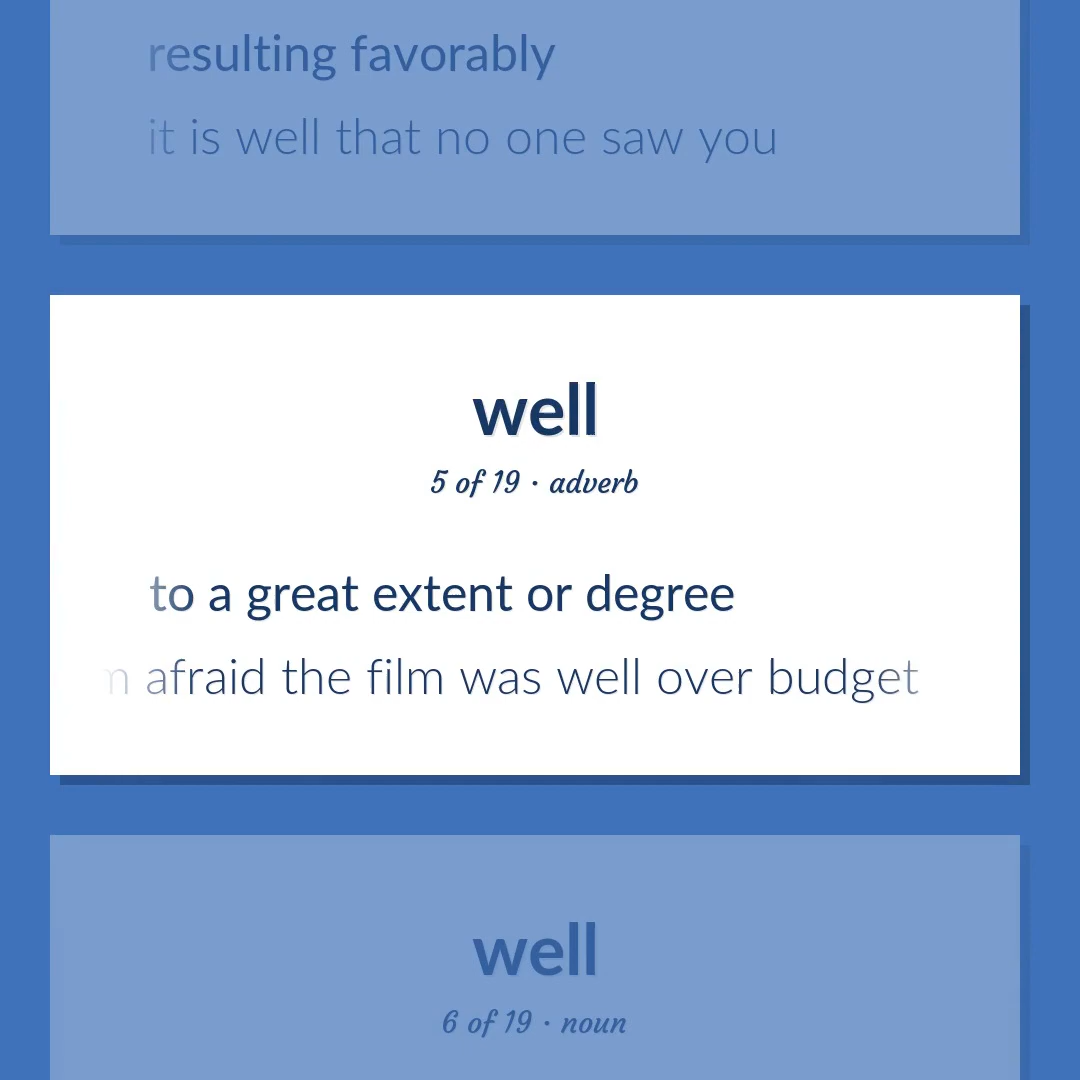 resulting favorably
it is well that no one saw you
well
5 of 19 · adverb
to a great extent or degree
m afraid the film was well over budget
well
6 of 19 · noun